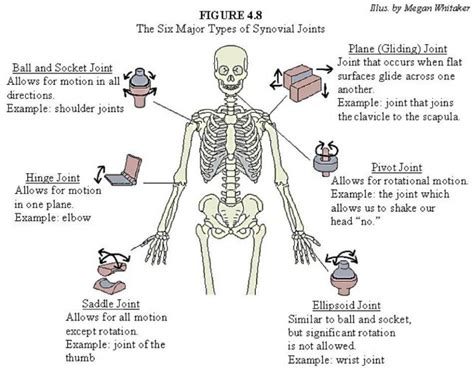 Illus. by Megan Whitaker
FIGURE 4.8
The Six Major Types of Synovial Joints
Ball and Socket Joint
Allows for motion in all
directions.
Example: shoulder joints
Plane (Gliding) Joint
Joint that occurs when flat
surfaces glide across one
another.
Example: joint that joins
the clavicle to the scapula.
Hinge Joint
Allows for motion
in one plane.
Example: elbow
Pivot Joint
Allows for rotational motion.
Example: the joint which
allows us to shake our
head “no.”
Saddle Joint
Allows for all motion
except rotation.
Example: joint of the
thumb
Ellipsoid Joint
Similar to ball and socket,
but significant rotation
is not allowed.
Example: wrist joint